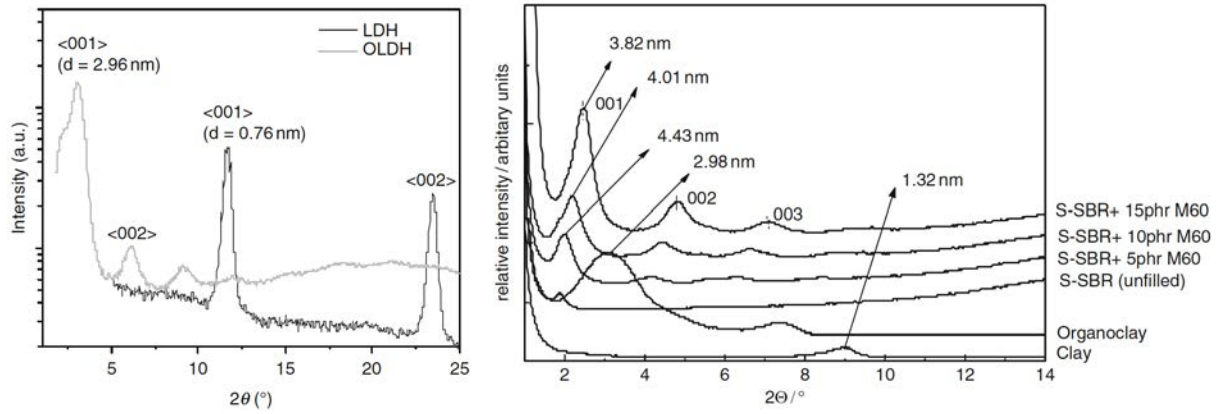 <001>
(d = 2.96 nm)
LDH
OLDH
<001>
(d = 0.76 nm)
<002>
<002>
Intensity (a.u.)
5
10
15
20
25
2θ (°)
3.82 nm
4.01 nm
001
4.43 nm
2.98 nm
1.32 nm
002
003
S-SBR+ 15phr M60
S-SBR+ 10phr M60
S-SBR+ 5phr M60
S-SBR (unfilled)
Organoclay
Clay
relative intensity / arbitary units
2
4
6
8
10
12
14
2Θ / °